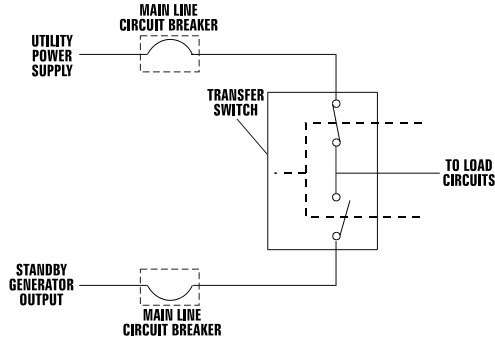 MAIN LINE
CIRCUIT BREAKER
UTILITY
POWER
SUPPLY
TRANSFER
SWITCH
TO LOAD
CIRCUITS
STANDBY
GENERATOR
OUTPUT
MAIN LINE
CIRCUIT BREAKER